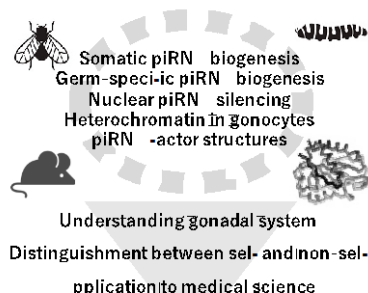 Somatic piRN biogenesis
Germ-speci-ic piRN biogenesis
Nuclear piRN silencing
Heterochromatin in gonocytes
piRN -actor structures
Understanding gonadal system
Distinguishment between sel- and non-sel-
pplication to medical science